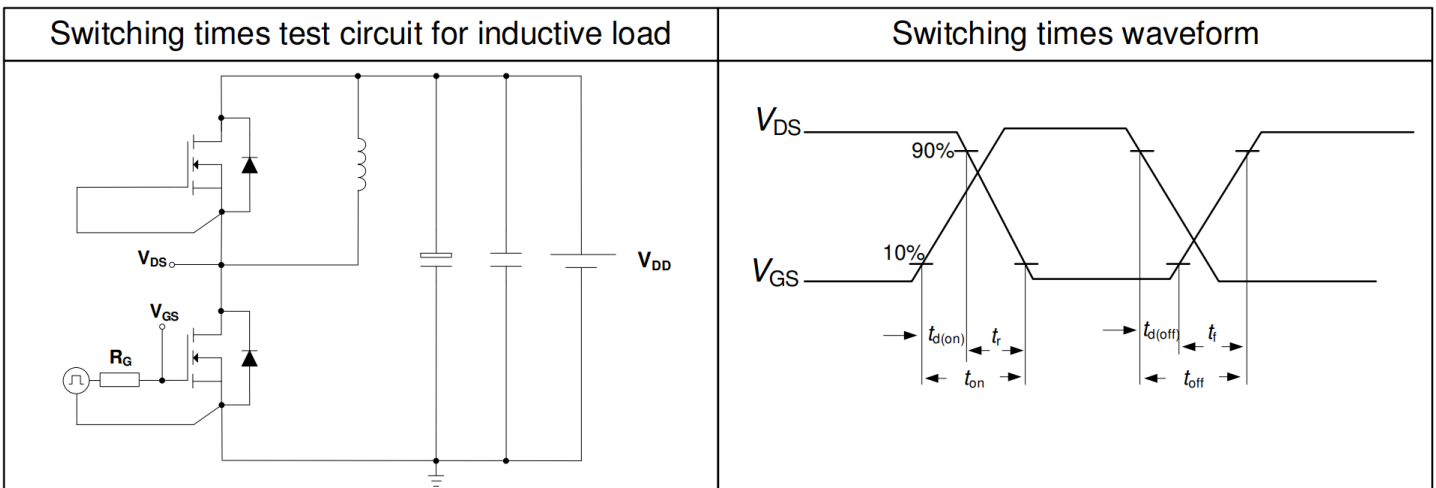 Switching times test circuit for inductive load
Switching times waveform
VDS
VDD
VGS
RG
VDS
90%
10%
VGS
td(on)
tr
td(off)
tf
ton
toff